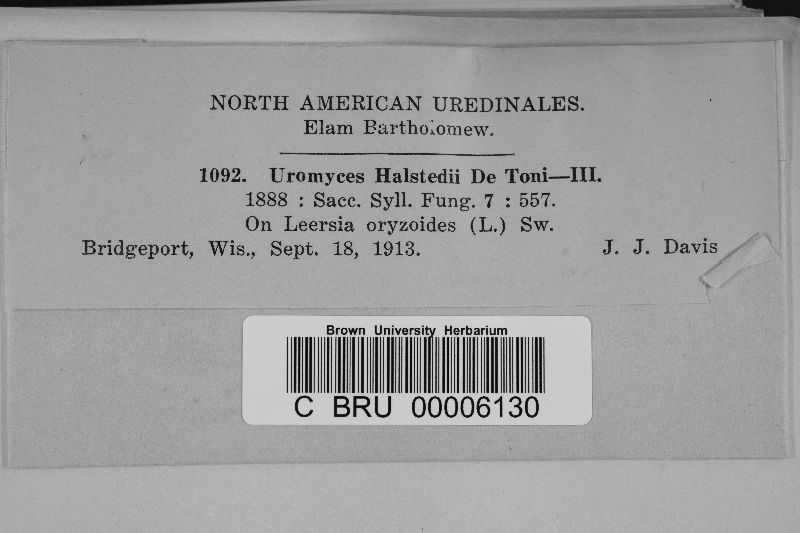 NORTH AMERICAN UREDINALES.
Elam Bartholomew.
1092. Uromyces Halstedii De Toni—III.
1888 : Sacc. Syll. Fung. 7 : 557.
On Leersia oryzoides (L.) Sw.
Bridgeport, Wis., Sept. 18, 1913. J. J. Davis
Brown University Herbarium
C BRU 00006130